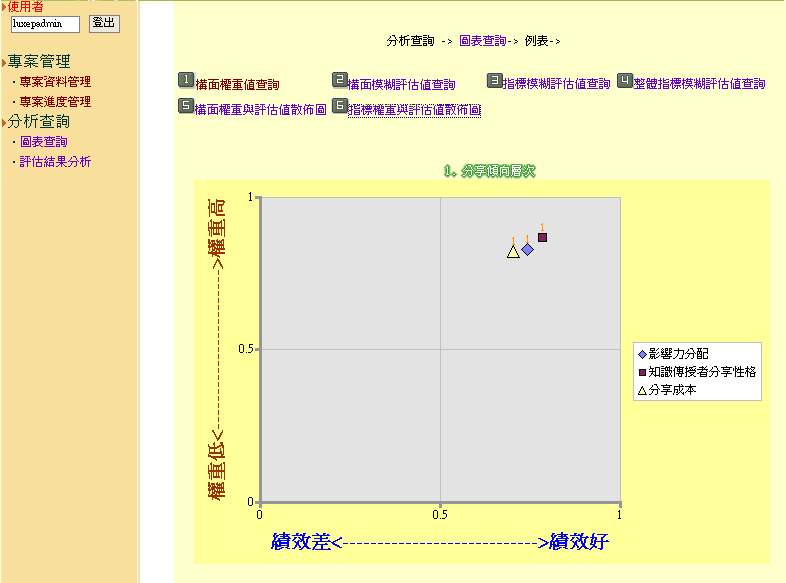 使用者
luxepadmin 登出
專案管理
・專案資料管理
・專案進度管理
分析查詢
・圖表查詢
・評估結果分析
分析查詢 -> 圖表查詢-> 例表->
1 構面權重值查詢 2 構面模糊評估值查詢 3 指標模糊評估值查詢 4 整體指標模糊評估值查詢
5 構面權重與評估值散佈圖 6 指標權重與評估值散佈圖
1. 分享傾向層次
權重低<---------------------->權重高
1
0.5
0
1
1
1
影響力分配
知識傳授者分享性格
分享成本
0 0.5 1
績效差<---------------------------->績效好